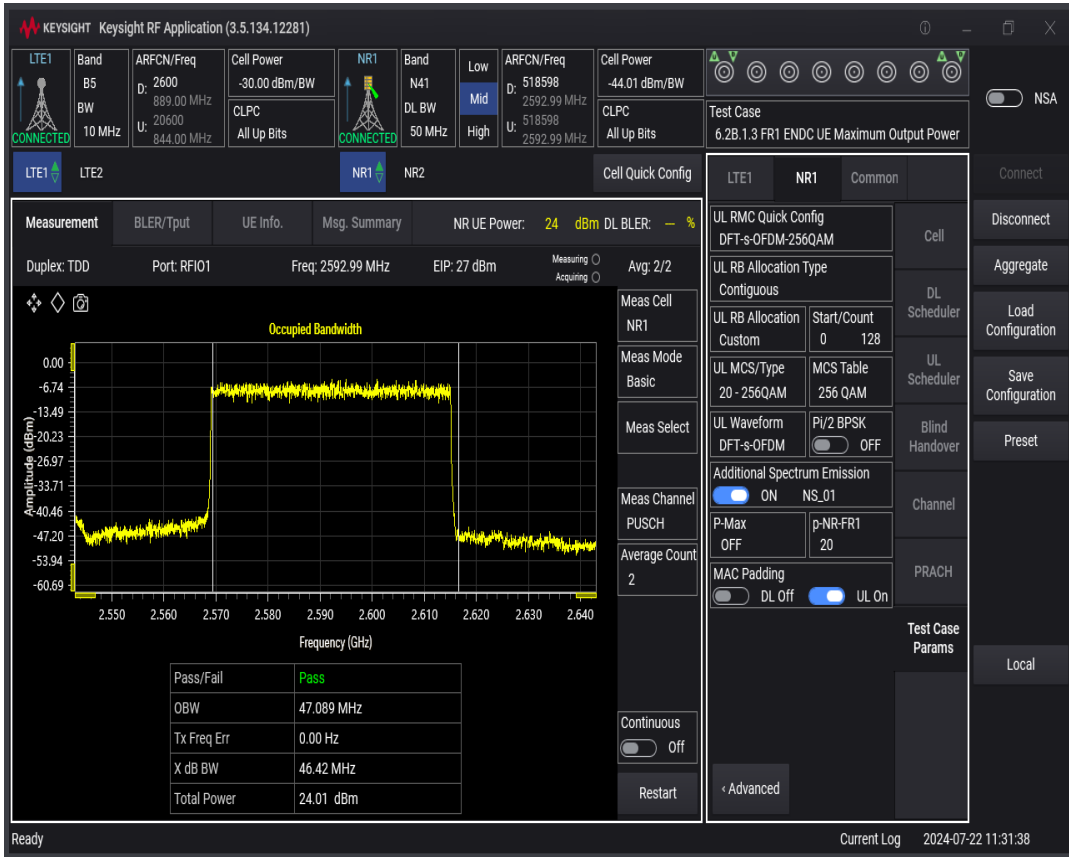 KEYSIGHT Keysight RF Application (3.5.134.12281)
LTE1
CONNECTED
Band
B5
BW
10 MHz
ARFCN/Freq
D: 2600
889.00 MHz
U: 20600
844.00 MHz
Cell Power
-30.00 dBm/BW
CLPC
All Up Bits
NR1
CONNECTED
Band
N41
DL BW
50 MHz
Low
Mid
High
ARFCN/Freq
D: 518598
2592.99 MHz
U: 518598
2592.99 MHz
Cell Power
-44.01 dBm/BW
CLPC
All Up Bits
Test Case
6.2B.1.3 FR1 ENDC UE Maximum Output Power
NSA
LTE1 LTE2 NR1 NR2 Cell Quick Config
Measurement BLER/Tput UE Info. Msg. Summary NR UE Power: 24 dBm DL BLER: --- %
Duplex: TDD Port: RFIO1 Freq: 2592.99 MHz EIP: 27 dBm Measuring Acquiring Avg: 2/2
Occupied Bandwidth
Amplitude (dBm)
0.00
-6.74
-13.49
-20.23
-26.97
-33.71
-40.46
-47.20
-53.94
-60.69
2.550 2.560 2.570 2.580 2.590 2.600 2.610 2.620 2.630 2.640
Frequency (GHz)
Pass/Fail Pass
OBW 47.089 MHz
Tx Freq Err 0.00 Hz
X dB BW 46.42 MHz
Total Power 24.01 dBm
Meas Cell
NR1
Meas Mode
Basic
Meas Select
Meas Channel
PUSCH
Average Count
2
Continuous
Off
Restart
LTE1 NR1 Common
UL RMC Quick Config
DFT-s-OFDM-256QAM
UL RB Allocation Type
Contiguous
UL RB Allocation
Custom
Start/Count
0 128
UL MCS/Type
20 - 256QAM
MCS Table
256 QAM
UL Waveform
DFT-s-OFDM
Pi/2 BPSK
OFF
Additional Spectrum Emission
ON NS_01
P-Max
OFF
p-NR-FR1
20
MAC Padding
DL Off UL On
‹ Advanced
Cell
DL
Scheduler
UL
Scheduler
Blind
Handover
Channel
PRACH
Test Case
Params
Connect
Disconnect
Aggregate
Load
Configuration
Save
Configuration
Preset
Local
Ready Current Log 2024-07-22 11:31:38